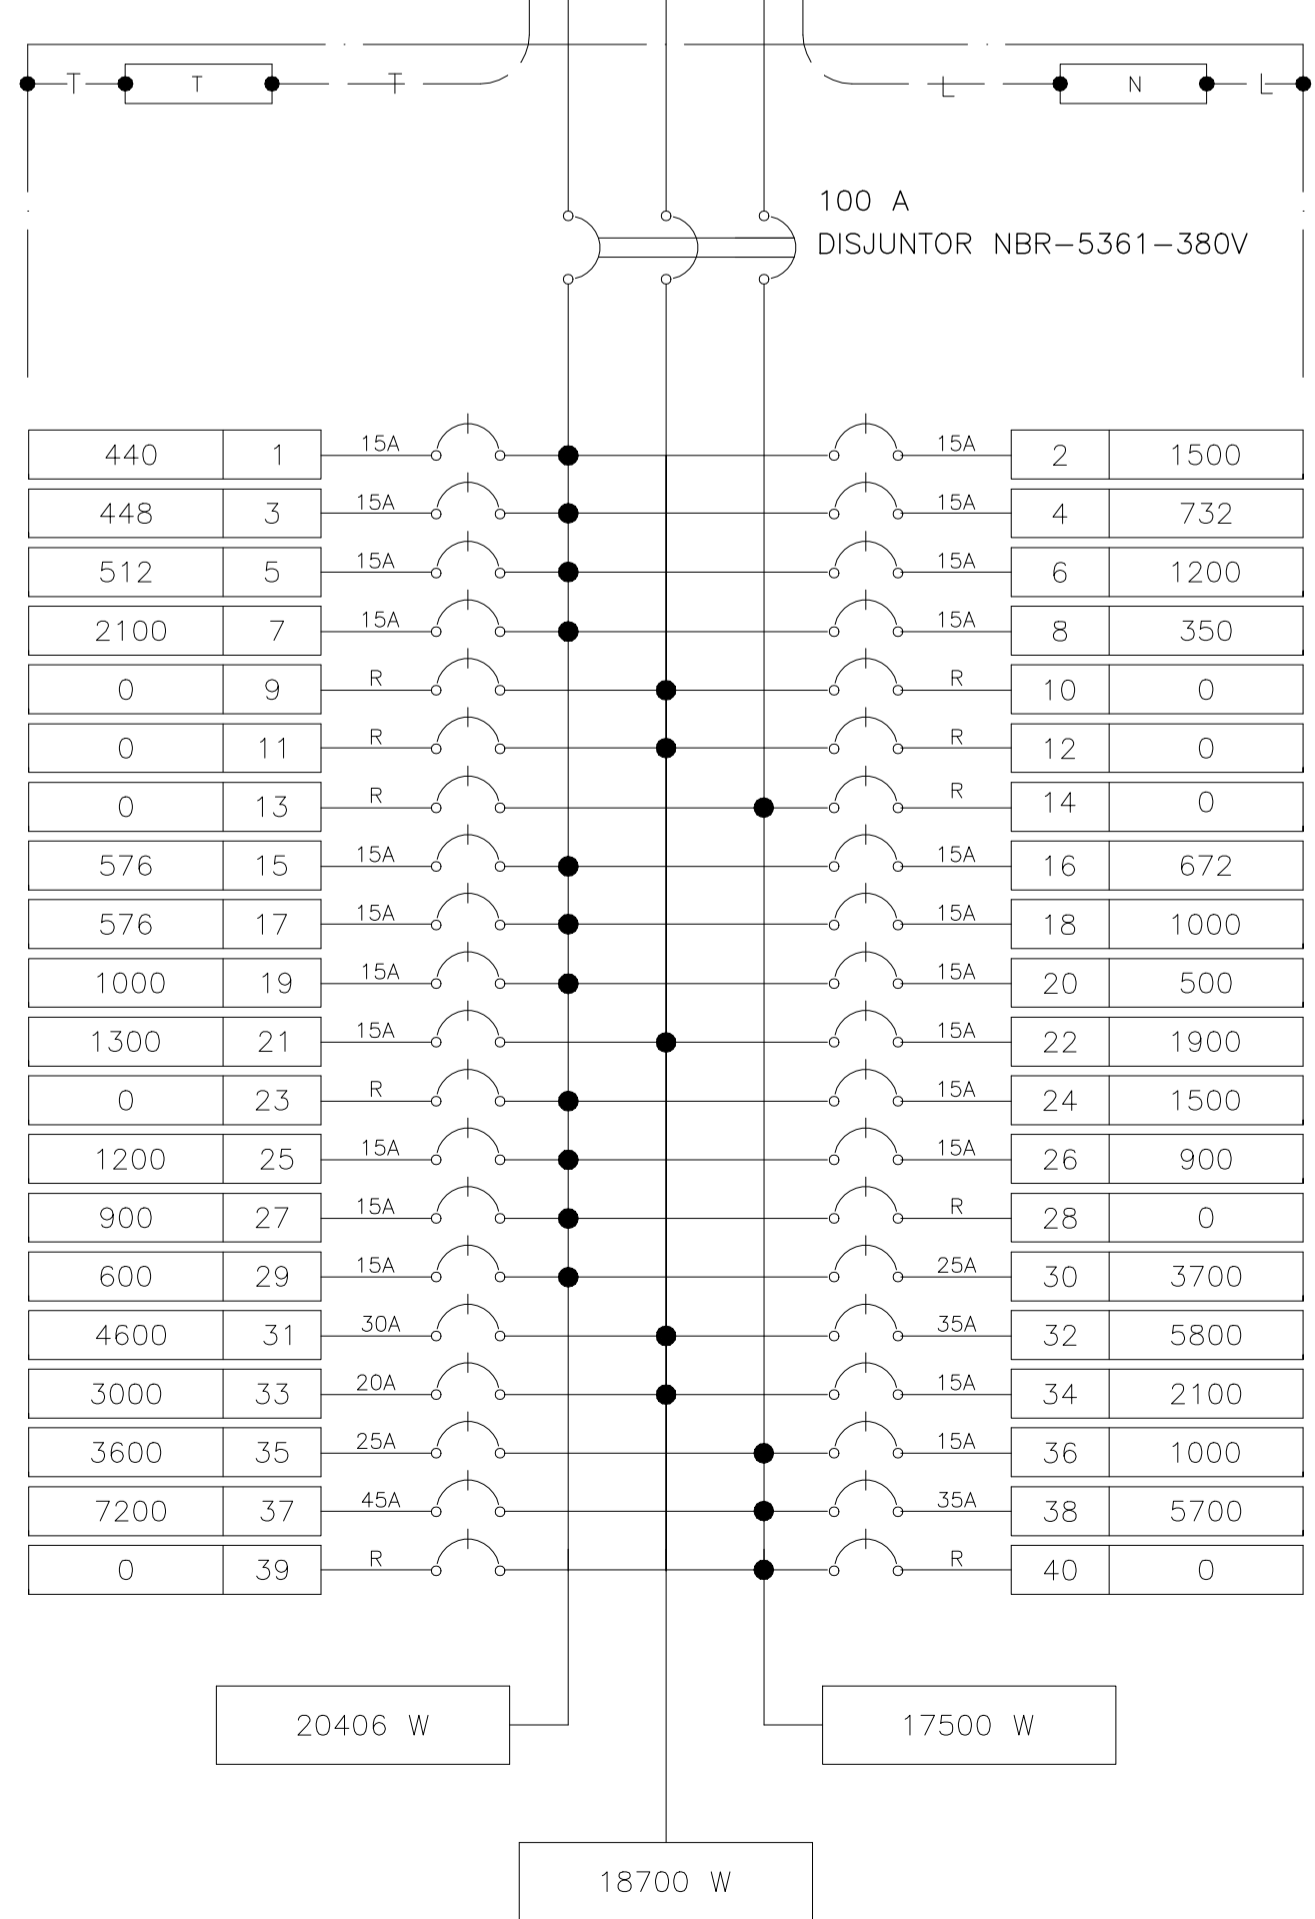 T T T L N L
100 A
DISJUNTOR NBR-5361-380V
440 1 15A 15A 2 1500
448 3 15A 15A 4 732
512 5 15A 15A 6 1200
2100 7 15A 15A 8 350
0 9 R R 10 0
0 11 R R 12 0
0 13 R R 14 0
576 15 15A 15A 16 672
576 17 15A 15A 18 1000
1000 19 15A 15A 20 500
1300 21 15A 15A 22 1900
0 23 R 15A 24 1500
1200 25 15A 15A 26 900
900 27 15A R 28 0
600 29 15A 25A 30 3700
4600 31 30A 35A 32 5800
3000 33 20A 15A 34 2100
3600 35 25A 15A 36 1000
7200 37 45A 35A 38 5700
0 39 R R 40 0
20406 W 17500 W
18700 W